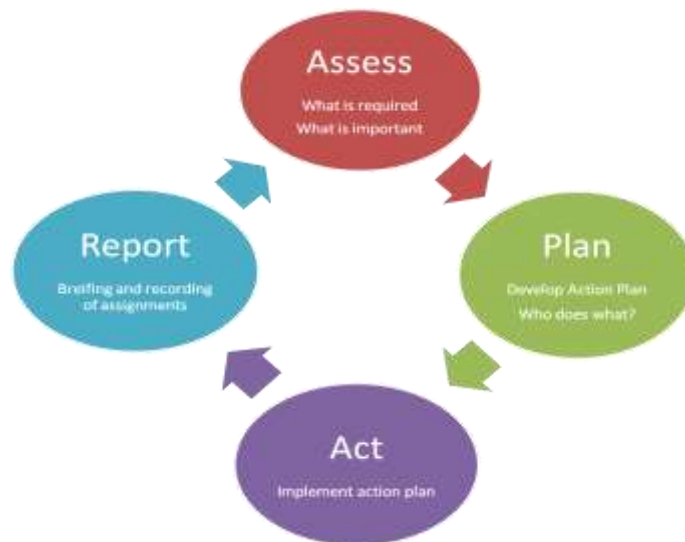 Assess
What is required
What is important
Plan
Develop Action Plan
Who does what?
Act
Implement action plan
Report
Breifing and recording
of assignments